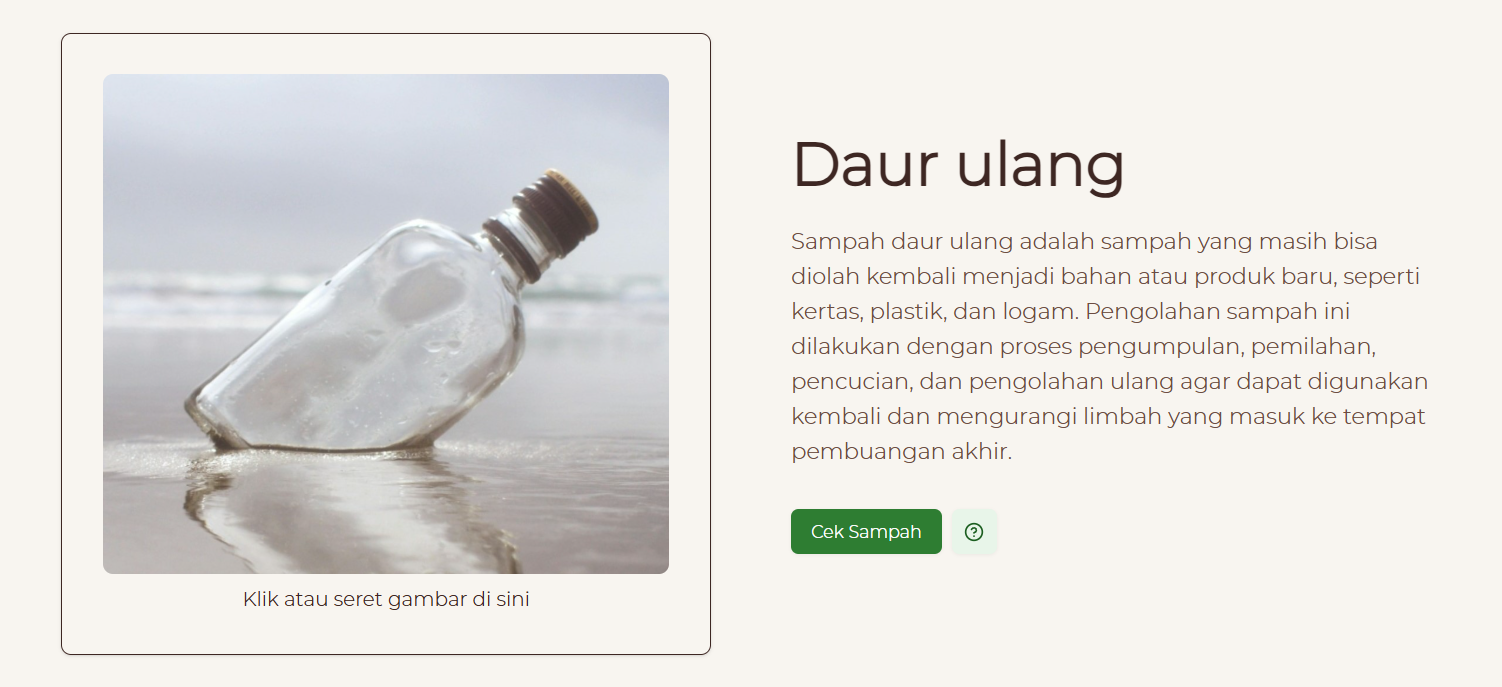 Klik atau seret gambar di sini
Daur ulang
Sampah daur ulang adalah sampah yang masih bisa
diolah kembali menjadi bahan atau produk baru, seperti
kertas, plastik, dan logam. Pengolahan sampah ini
dilakukan dengan proses pengumpulan, pemilahan,
pencucian, dan pengolahan ulang agar dapat digunakan
kembali dan mengurangi limbah yang masuk ke tempat
pembuangan akhir.
Cek Sampah
?